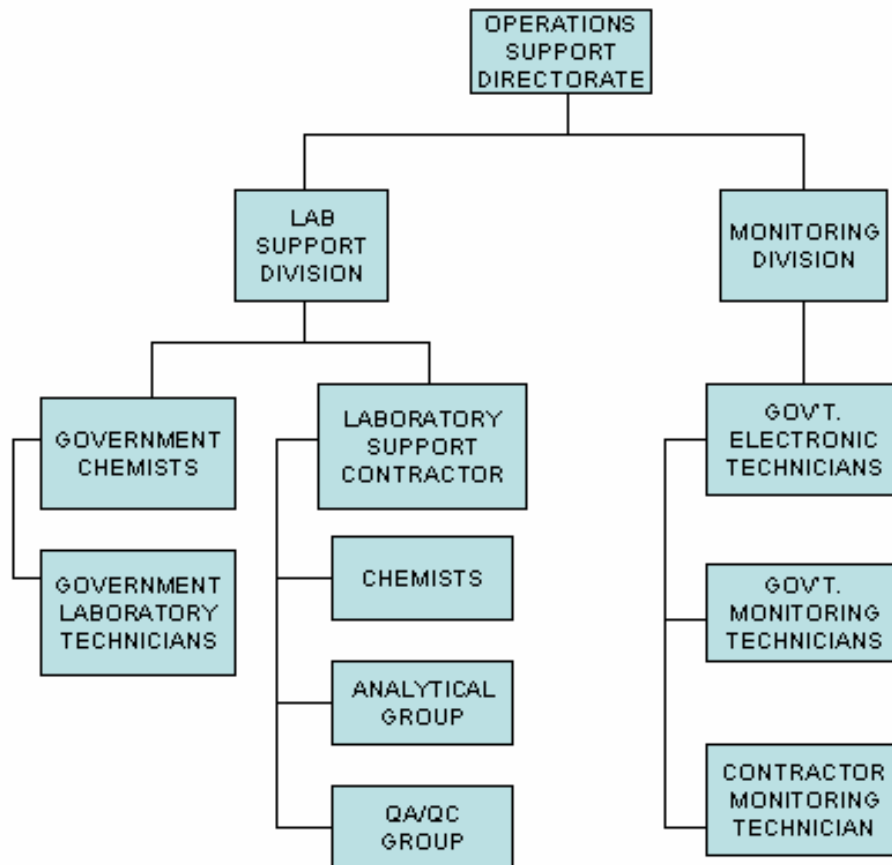 OPERATIONS
SUPPORT
DIRECTORATE
LAB
SUPPORT
DIVISION
MONITORING
DIVISION
GOVERNMENT
CHEMISTS
LABORATORY
SUPPORT
CONTRACTOR
GOV'T.
ELECTRONIC
TECHNICIANS
GOVERNMENT
LABORATORY
TECHNICIANS
CHEMISTS
GOV'T.
MONITORING
TECHNICIANS
ANALYTICAL
GROUP
QA/QC
GROUP
CONTRACTOR
MONITORING
TECHNICIAN